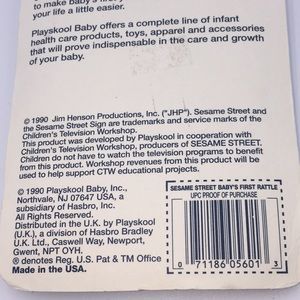 to make baby's
your life a little easier.
Playskool Baby offers a complete line of infant
health care products, toys, apparel and accessories
that will prove indispensable in the care and growth
of your baby.
© 1990 Jim Henson Productions, Inc. ("JHP"). Sesame Street and
the Sesame Street Sign are trademarks and service marks of the
Children's Television Workshop.
This product was developed by Playskool in cooperation with
Children's Television Workshop, producers of SESAME STREET.
Children do not have to watch the television programs to benefit
from this product. Workshop revenues from this product will be
used to help support CTW educational projects.
© 1990 Playskool Baby, Inc.,
Northvale, NJ 07647 USA, a
subsidiary of Hasbro, Inc.
All Rights Reserved.
Distributed in the U.K. by Playskool
(U.K.), a division of Hasbro Bradley
U.K. Ltd., Caswell Way, Newport,
Gwent, NPT OYH.
® denotes Reg. U.S. Pat & TM Office
Made in the USA.
SESAME STREET BABY'S FIRST RATTLE
UPC PROOF OF PURCHASE
0 71186 05601 3